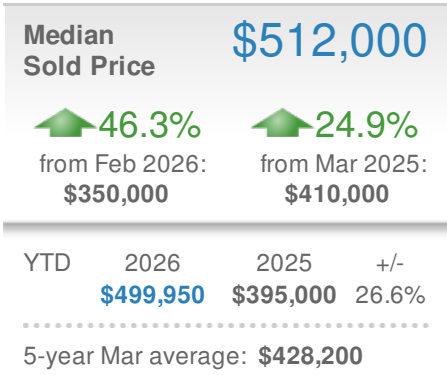 Median
Sold Price
$512,000
46.3%
from Feb 2026:
$350,000
24.9%
from Mar 2025:
$410,000
YTD 2026 2025 +/-
$499,950 $395,000 26.6%
5-year Mar average: $428,200